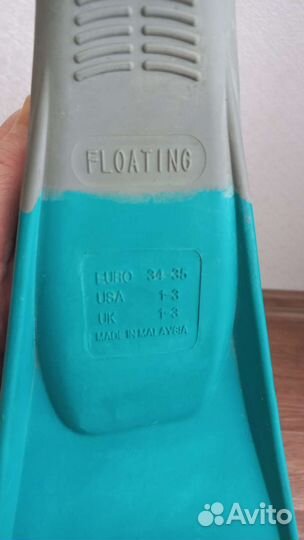 FLOATING
EURO 34-35
USA 1-3
UK 1-3
MADE IN MALAYSIA
Avito